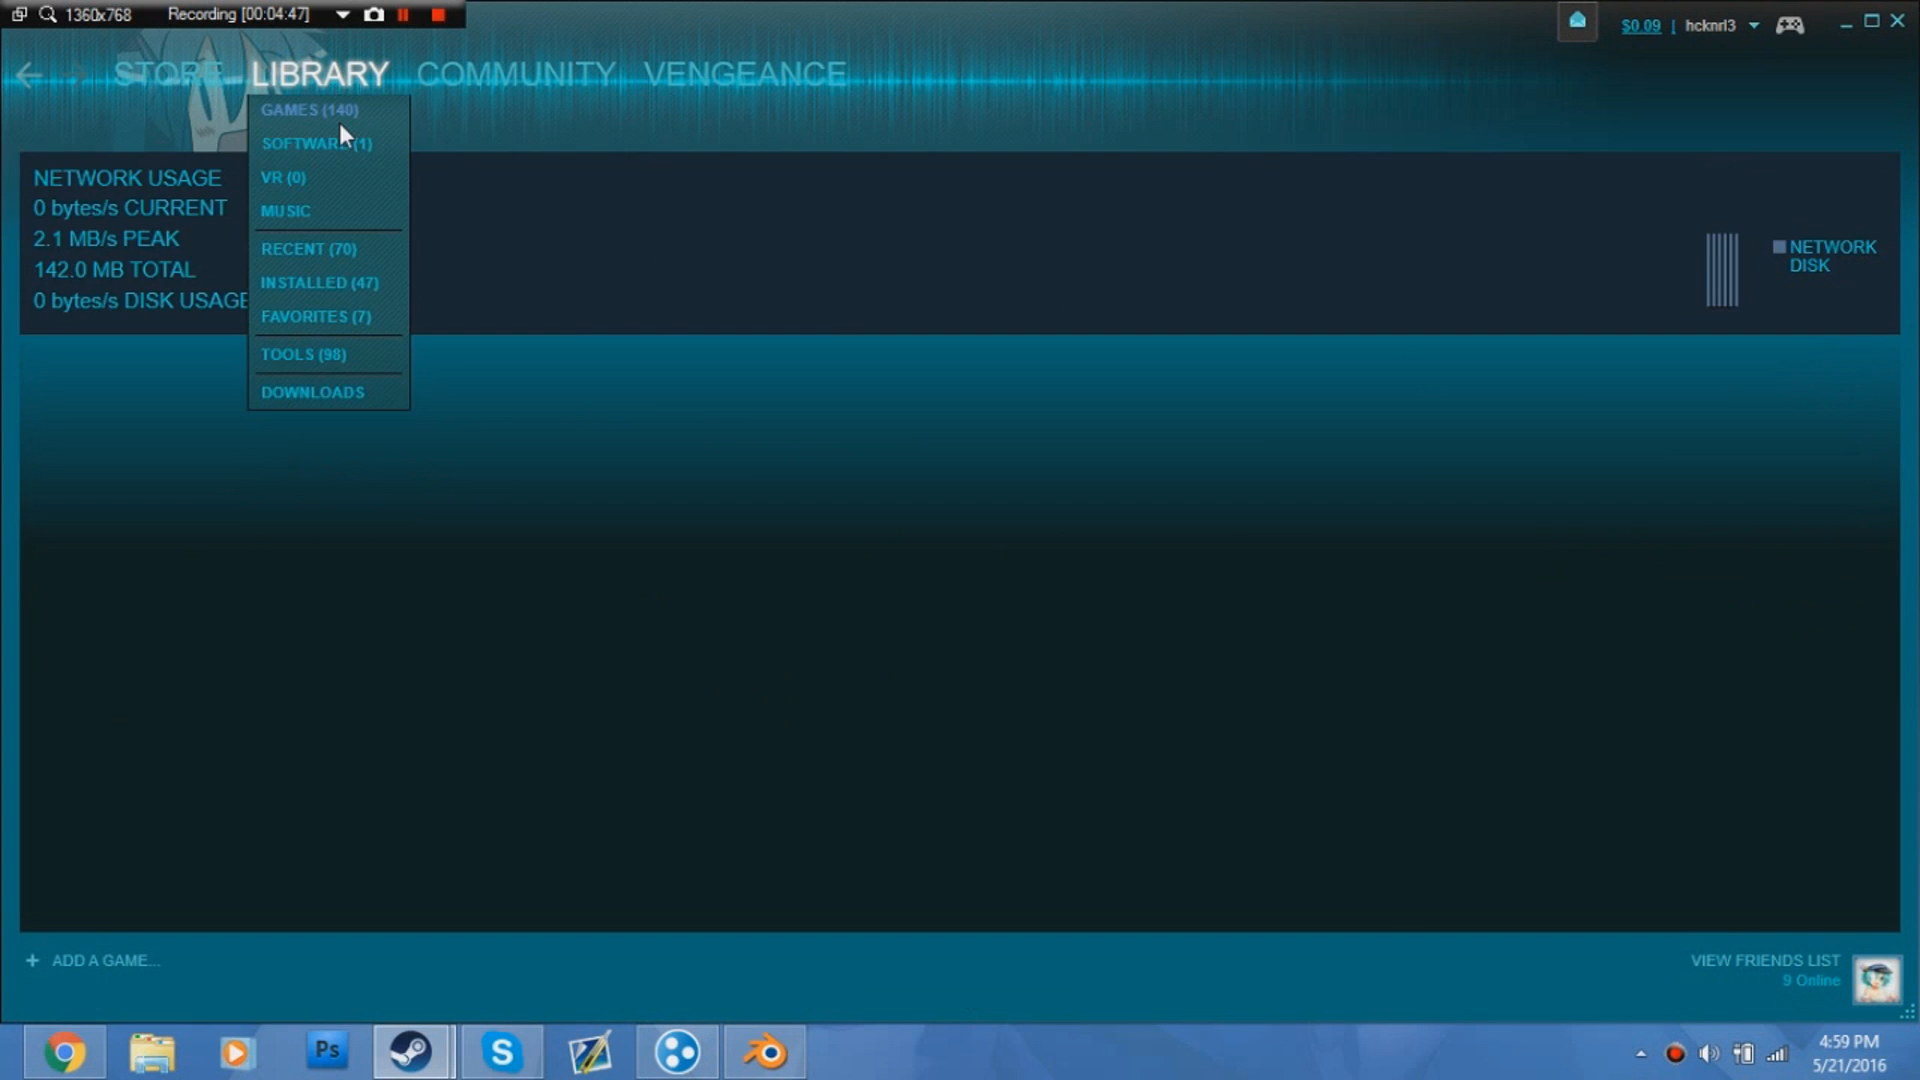 1360x768 Recording [00:04:47]
$0.09 | hcknrl3
STORE LIBRARY COMMUNITY VENGEANCE
GAMES (140)
SOFTWARE (1)
VR (0)
MUSIC
RECENT (70)
INSTALLED (47)
FAVORITES (7)
TOOLS (98)
DOWNLOADS
NETWORK USAGE
0 bytes/s CURRENT
2.1 MB/s PEAK
142.0 MB TOTAL
0 bytes/s DISK USAGE
NETWORK
DISK
+ ADD A GAME...
VIEW FRIENDS LIST
9 Online
Ps
4:59 PM
5/21/2016